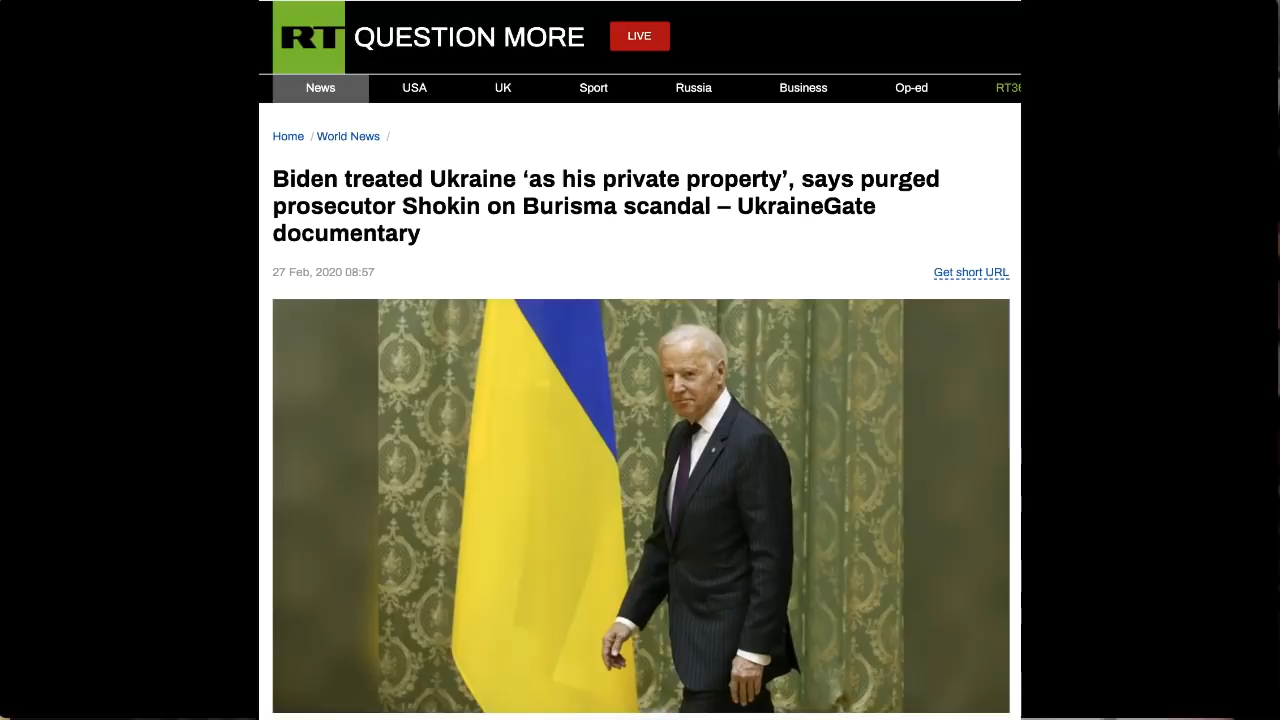 RT QUESTION MORE LIVE
News USA UK Sport Russia Business Op-ed RT36
Home / World News /
Biden treated Ukraine ‘as his private property’, says purged
prosecutor Shokin on Burisma scandal – UkraineGate
documentary
27 Feb, 2020 08:57 Get short URL